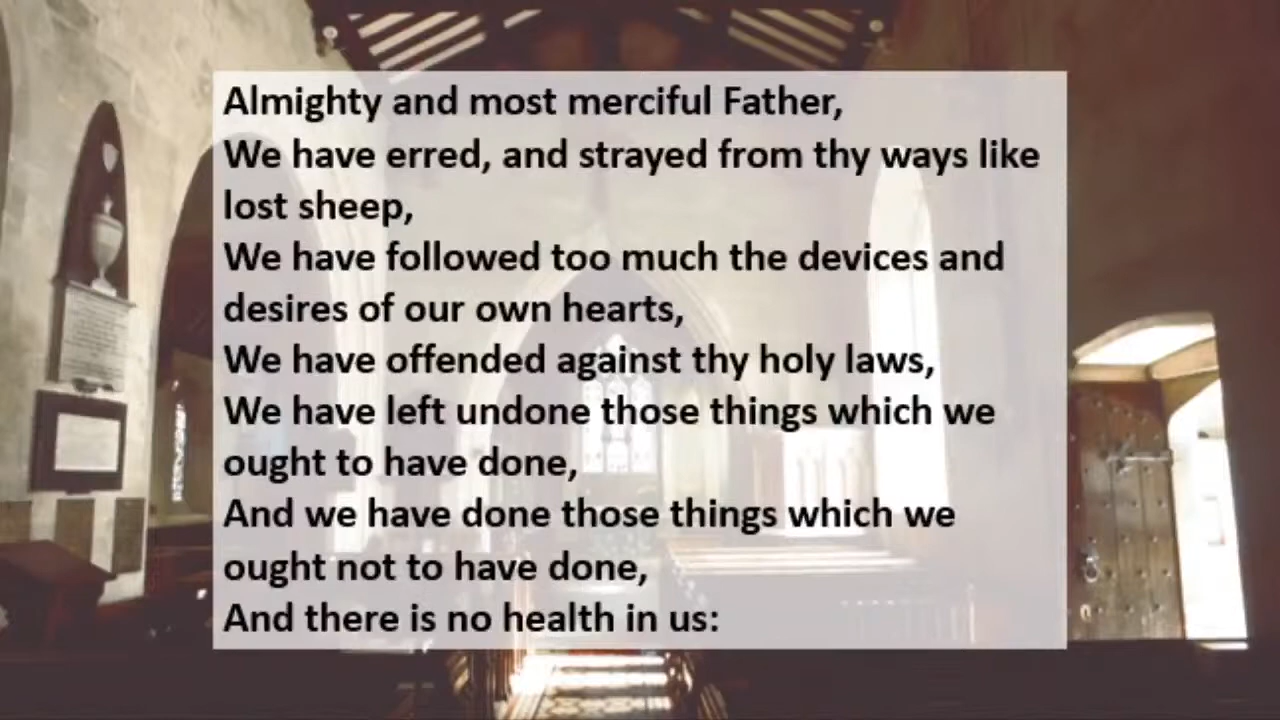 Almighty and most merciful Father,
We have erred, and strayed from thy ways like
lost sheep,
We have followed too much the devices and
desires of our own hearts,
We have offended against thy holy laws,
We have left undone those things which we
ought to have done,
And we have done those things which we
ought not to have done,
And there is no health in us: